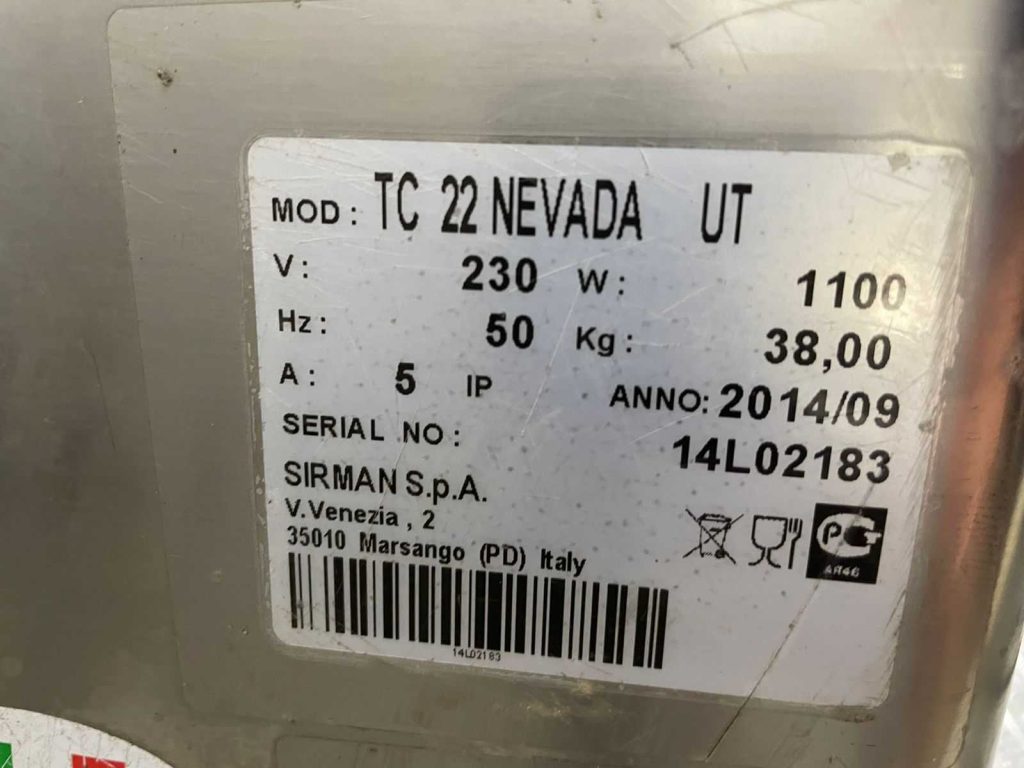 MOD: TC 22 NEVADA UT
V: 230 W: 1100
Hz: 50 Kg: 38,00
A: 5 IP ANNO: 2014/09
SERIAL NO: 14L02183
SIRMAN S.p.A.
V.Venezia , 2
35010 Marsango (PD) Italy
14L02183